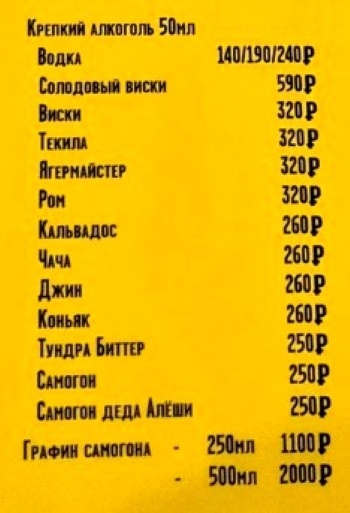 Крепкий алкоголь 50мл
Водка 140/190/240₽
Солодовый виски 590₽
Виски 320₽
Текила 320₽
Ягермайстер 320₽
Ром 320₽
Кальвадос 260₽
Чача 260₽
Джин 260₽
Коньяк 260₽
Тундра Биттер 250₽
Самогон 250₽
Самогон деда Алёши 250₽
Графин самогона - 250мл 1100₽
- 500мл 2000₽